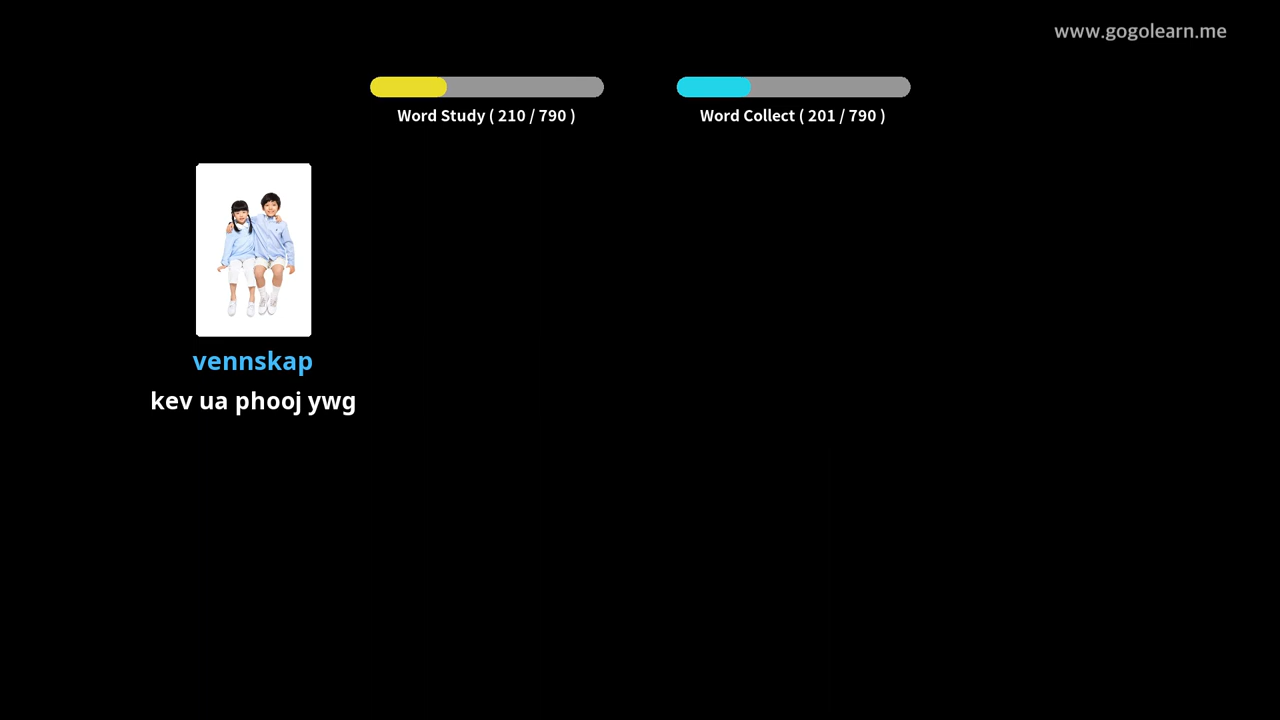 www.gogolearn.me
Word Study ( 210 / 790 )
Word Collect ( 201 / 790 )
vennskap
kev ua phooj ywg